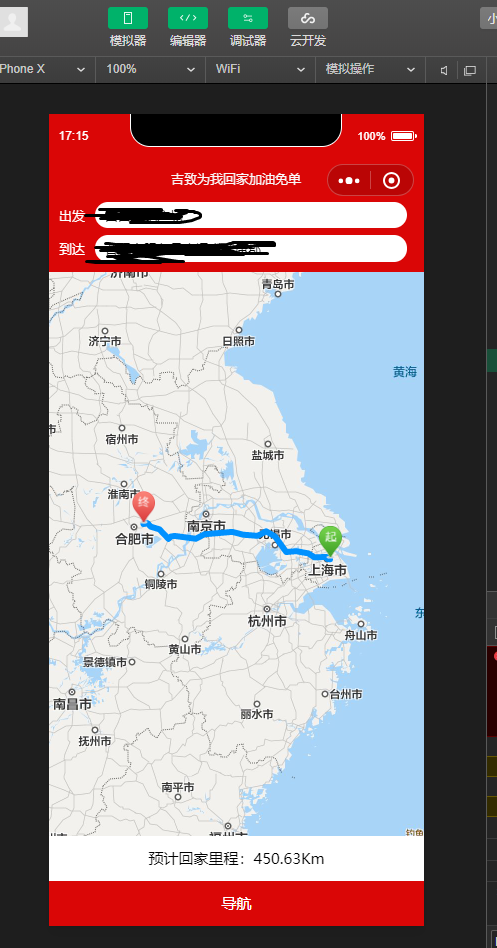 小
模拟器 编辑器 调试器 云开发
Phone X 100% WiFi 模拟操作
17:15 100%
吉致为我回家加油免单
出发
到达
济南市
青岛市
济宁市
日照市
黄海
宿州市
盐城市
淮南市
终
南京市
起
合肥市
上海市
铜陵市
杭州市
东
舟山市
黄山市
景德镇市
台州市
南昌市
丽水市
抚州市
南平市
福州市
钓鱼
预计回家里程：450.63Km
导航